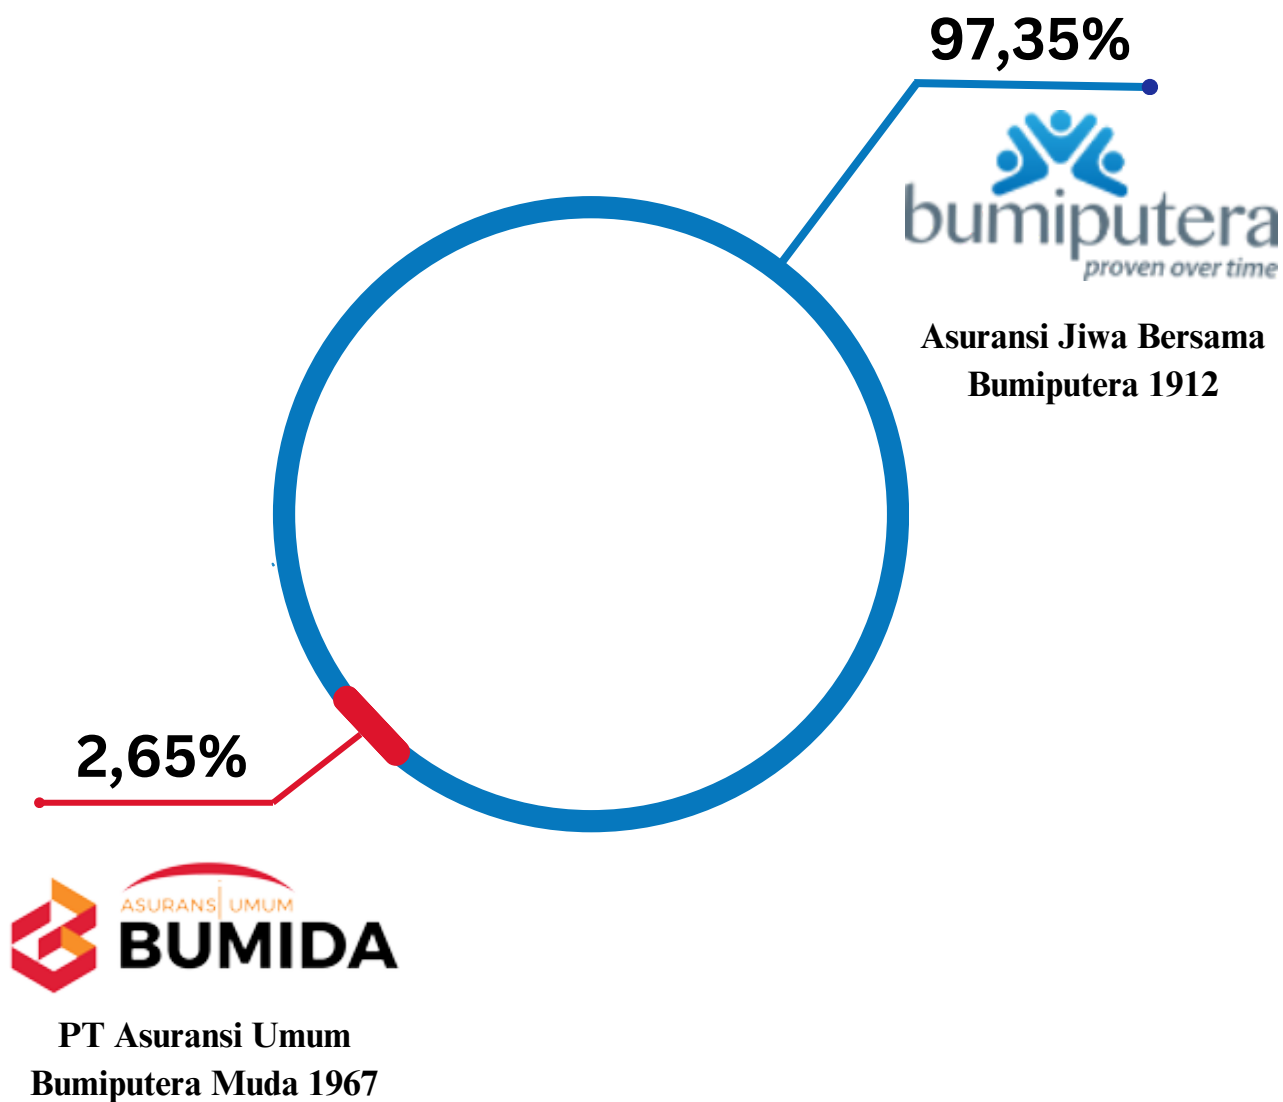 97,35%
bumiputera
proven over time
Asuransi Jiwa Bersama
Bumiputera 1912
2,65%
ASURANSI UMUM
BUMIDA
PT Asuransi Umum
Bumiputera Muda 1967